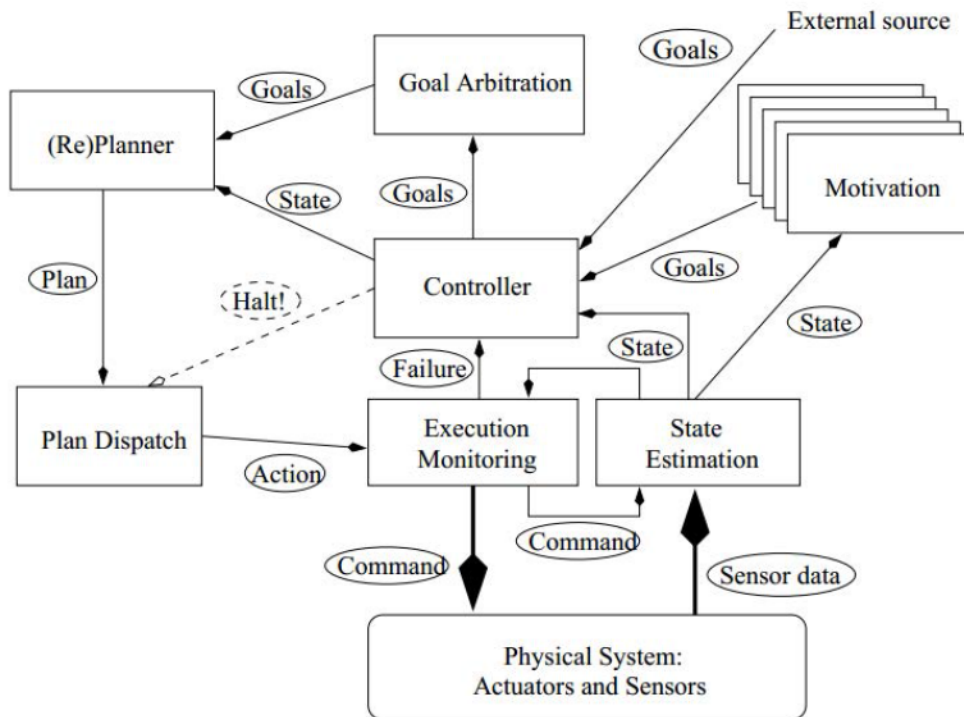 External source
Goals
Goal Arbitration
Goals
(Re)Planner
Motivation
State
Goals
Goals
Controller
Plan
Halt!
State
State
Failure
Plan Dispatch
Execution
Monitoring
State
Estimation
Action
Command
Command
Sensor data
Physical System:
Actuators and Sensors